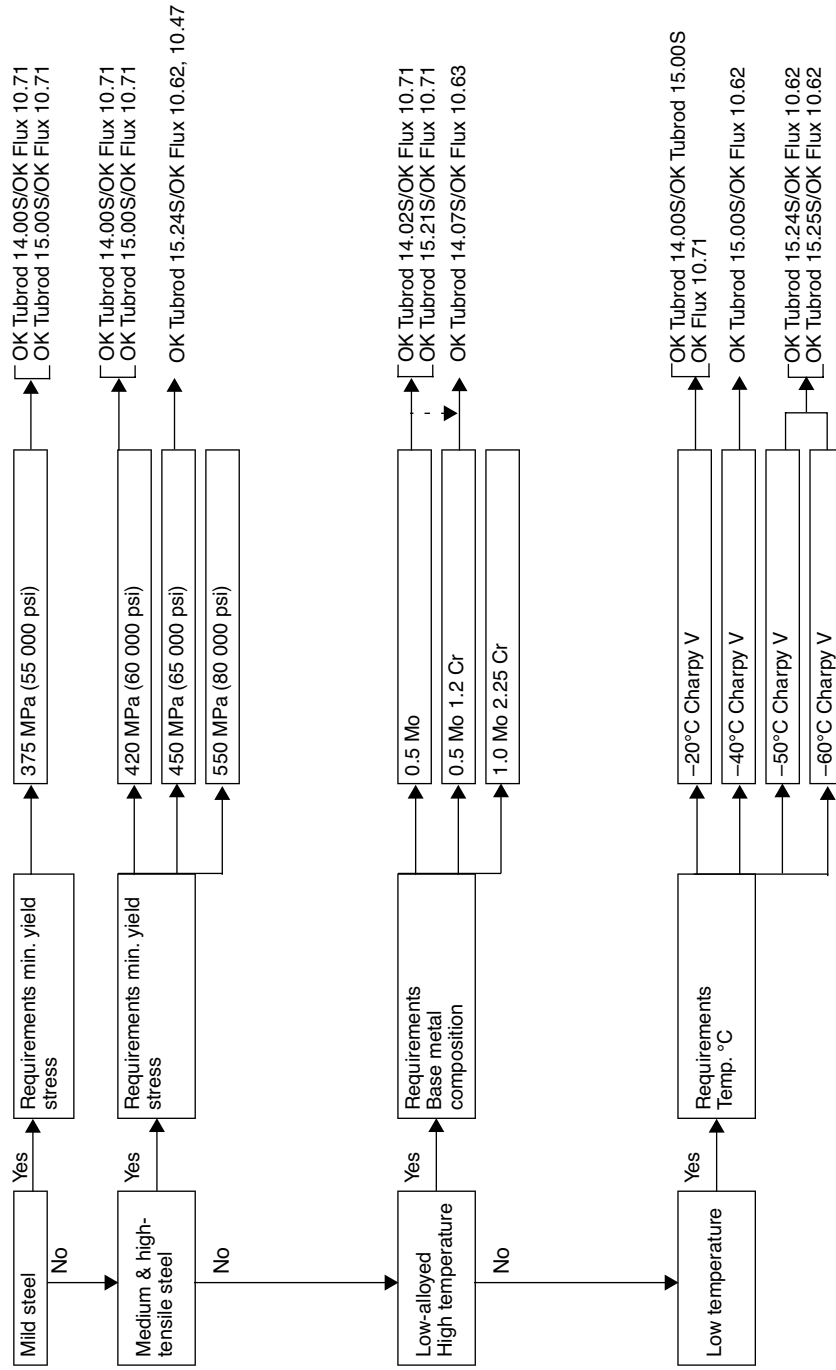 Mild steel
Yes
Requirements min. yield
stress
375 MPa (55 000 psi)
OK Tubrod 14.00S/OK Flux 10.71
OK Tubrod 15.00S/OK Flux 10.71
No
Medium & high-
tensile steel
Yes
Requirements min. yield
stress
420 MPa (60 000 psi)
450 MPa (65 000 psi)
550 MPa (80 000 psi)
OK Tubrod 14.00S/OK Flux 10.71
OK Tubrod 15.00S/OK Flux 10.71
OK Tubrod 15.24S/OK Flux 10.62, 10.47
No
Low-alloyed
High temperature
Yes
Requirements
Base metal
composition
0.5 Mo
0.5 Mo 1.2 Cr
1.0 Mo 2.25 Cr
OK Tubrod 14.02S/OK Flux 10.71
OK Tubrod 15.21S/OK Flux 10.71
OK Tubrod 14.07S/OK Flux 10.63
No
Low temperature
Yes
Requirements
Temp. °C
−20°C Charpy V
−40°C Charpy V
−50°C Charpy V
−60°C Charpy V
OK Tubrod 14.00S/OK Tubrod 15.00S
OK Flux 10.71
OK Tubrod 15.00S/OK Flux 10.62
OK Tubrod 15.24S/OK Flux 10.62
OK Tubrod 15.25S/OK Flux 10.62